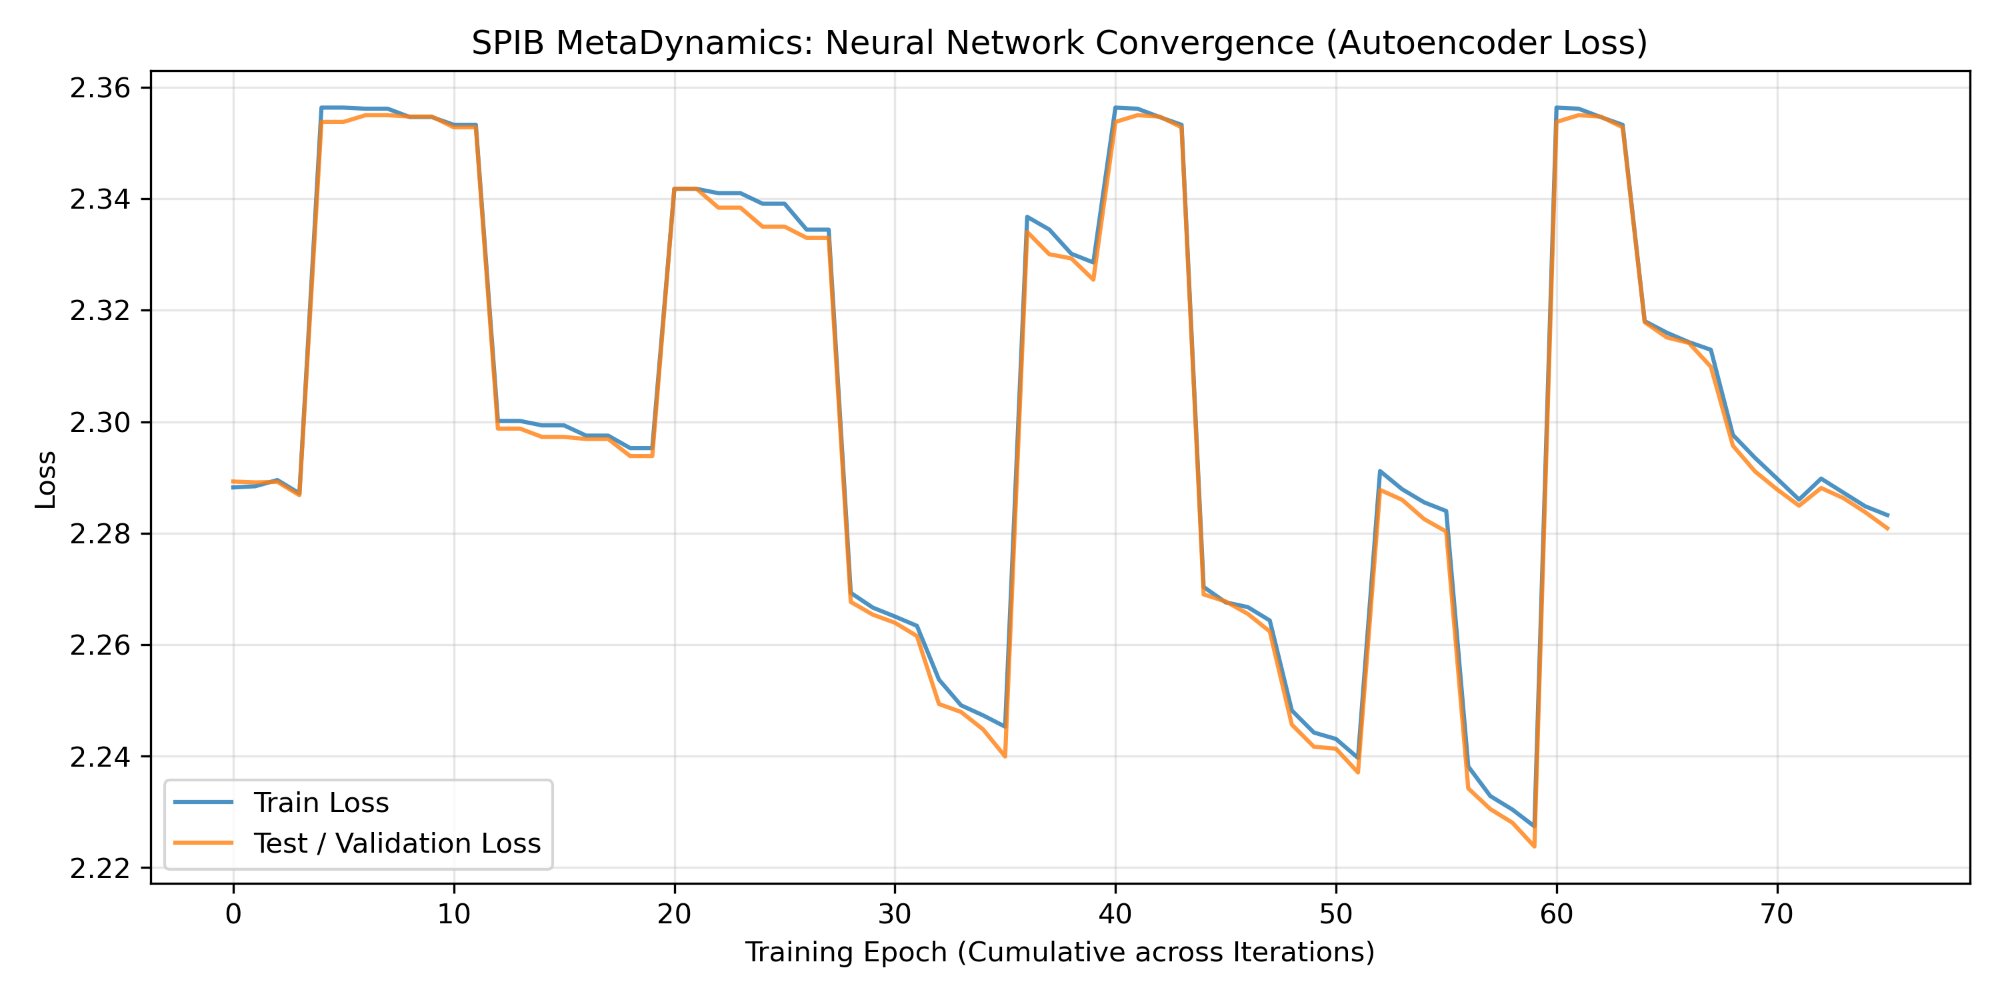 SPIB MetaDynamics: Neural Network Convergence (Autoencoder Loss)
2.36
2.34
2.32
2.30
2.28
2.26
2.24
2.22
Loss
Train Loss
Test / Validation Loss
0 10 20 30 40 50 60 70
Training Epoch (Cumulative across Iterations)